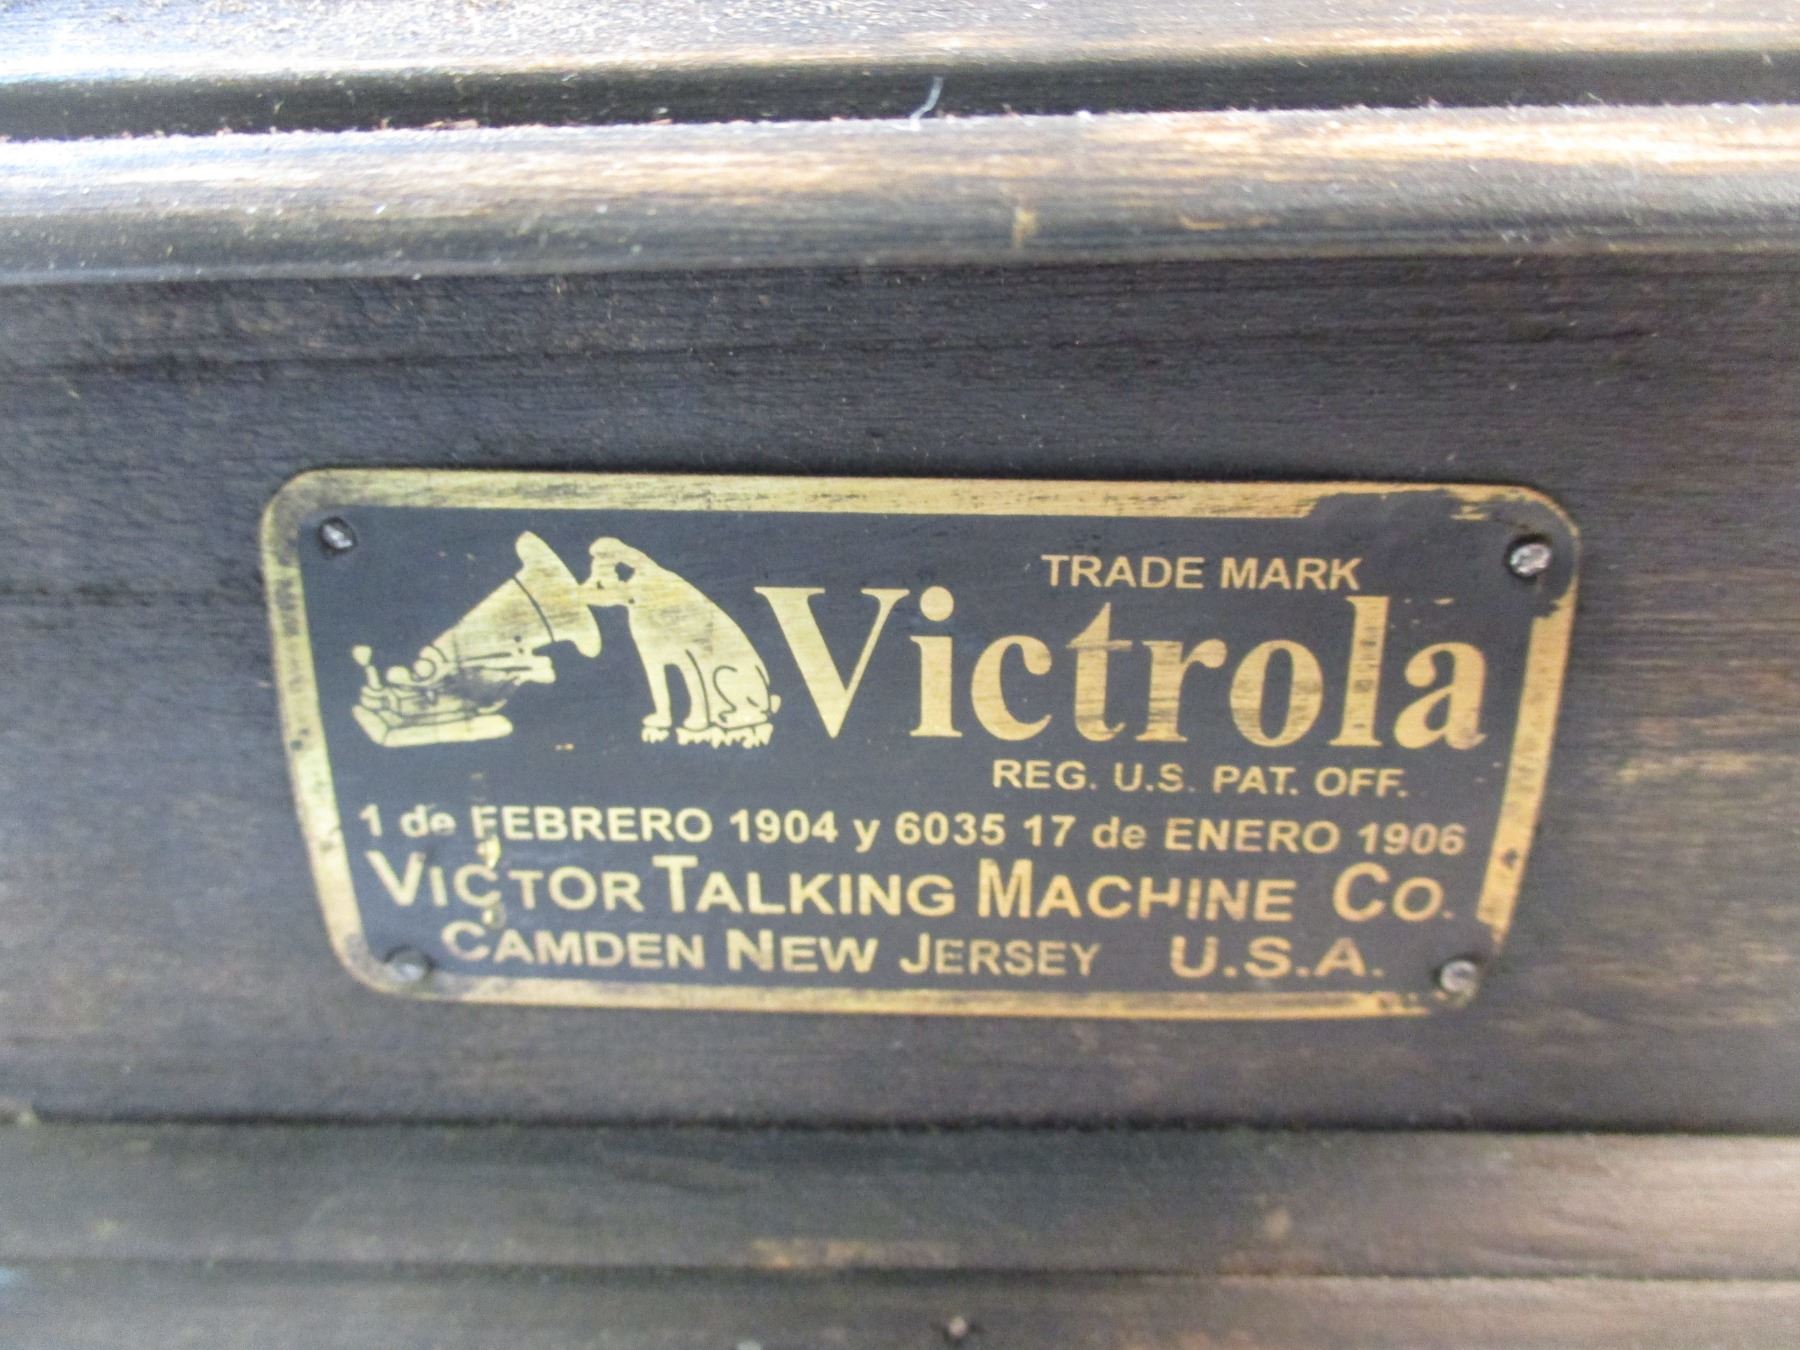 TRADE MARK
Victrola
REG. U.S. PAT. OFF.
1 de FEBRERO 1904 y 6035 17 de ENERO 1906
VICTOR TALKING MACHINE CO.
CAMDEN NEW JERSEY U.S.A.